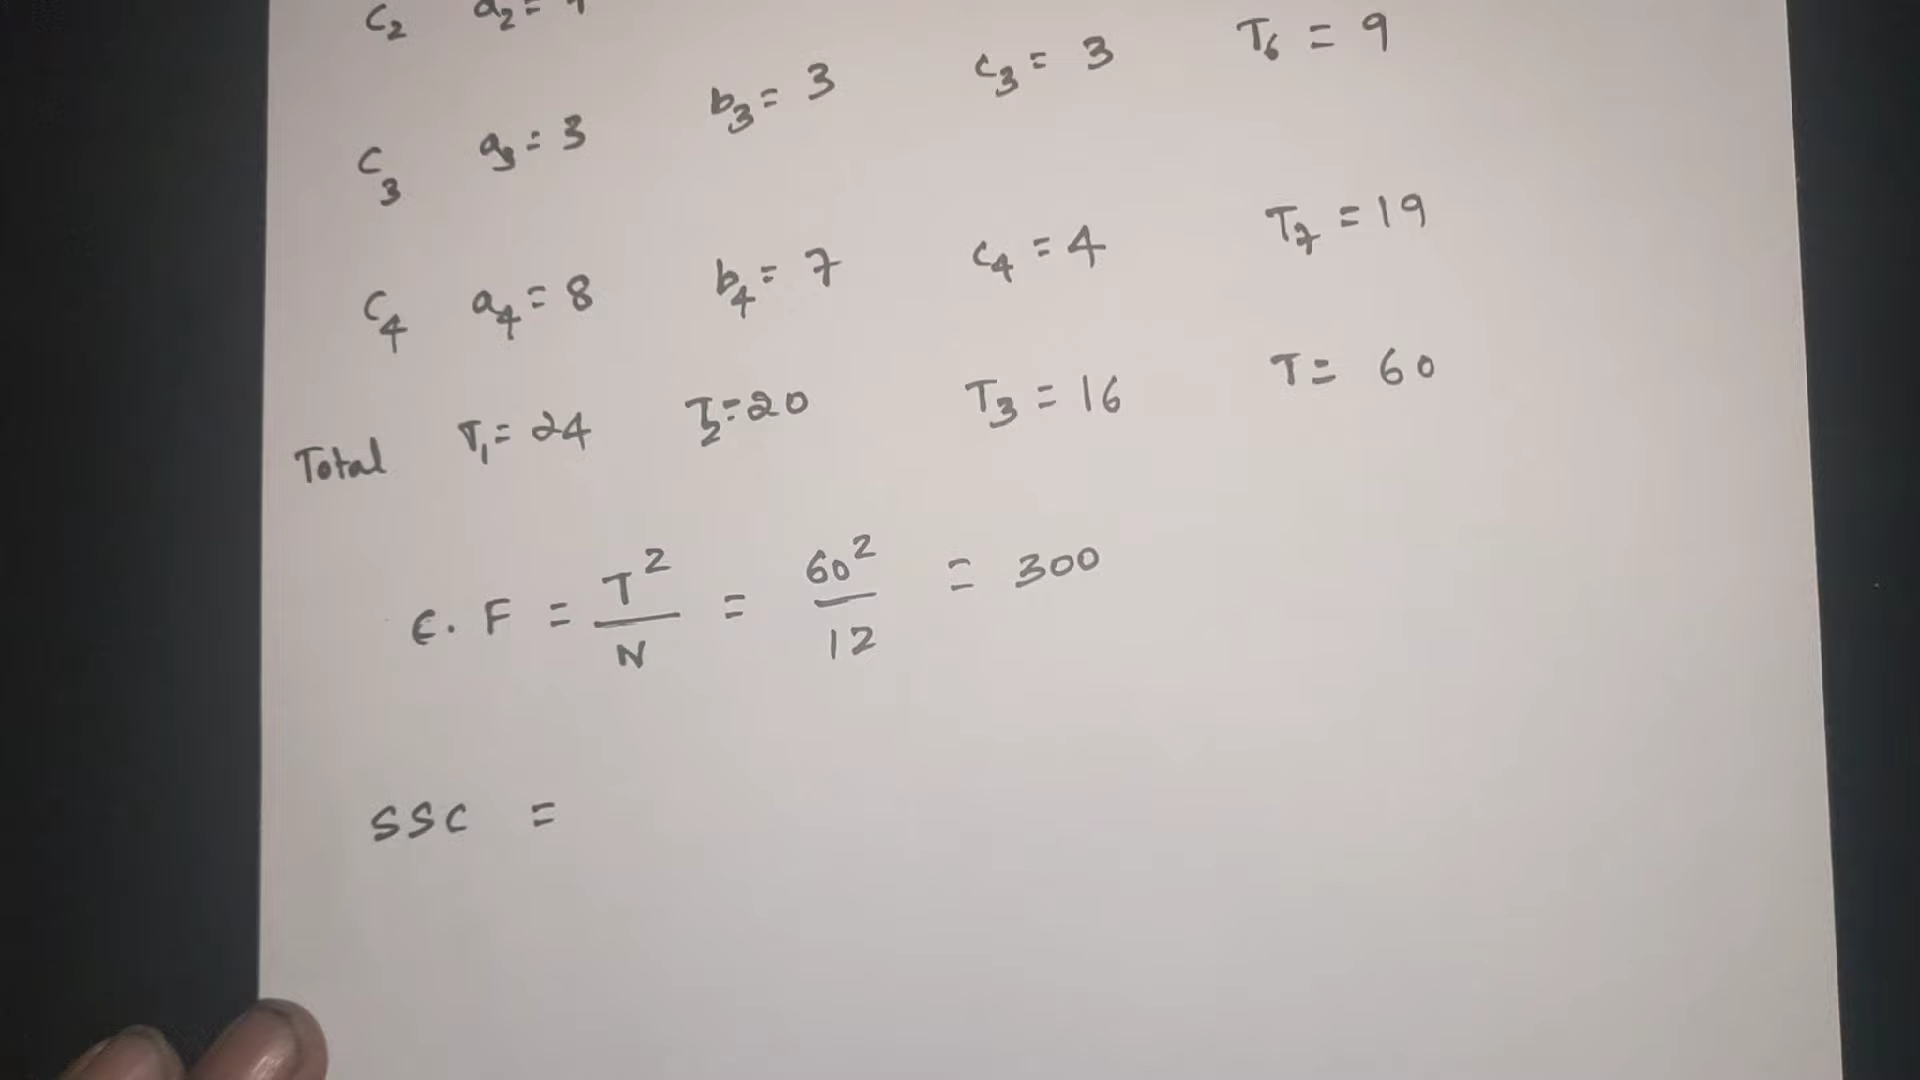 C2 a2 =
b3 = 3 c3 = 3 T6 = 9
C3 a3 = 3
C4 a4 = 8 b4 = 7 c4 = 4 T7 = 19
Total T1 = 24 T2 = 20 T3 = 16 T = 60
C.F = T²/N = 60²/12 = 300
SSC =